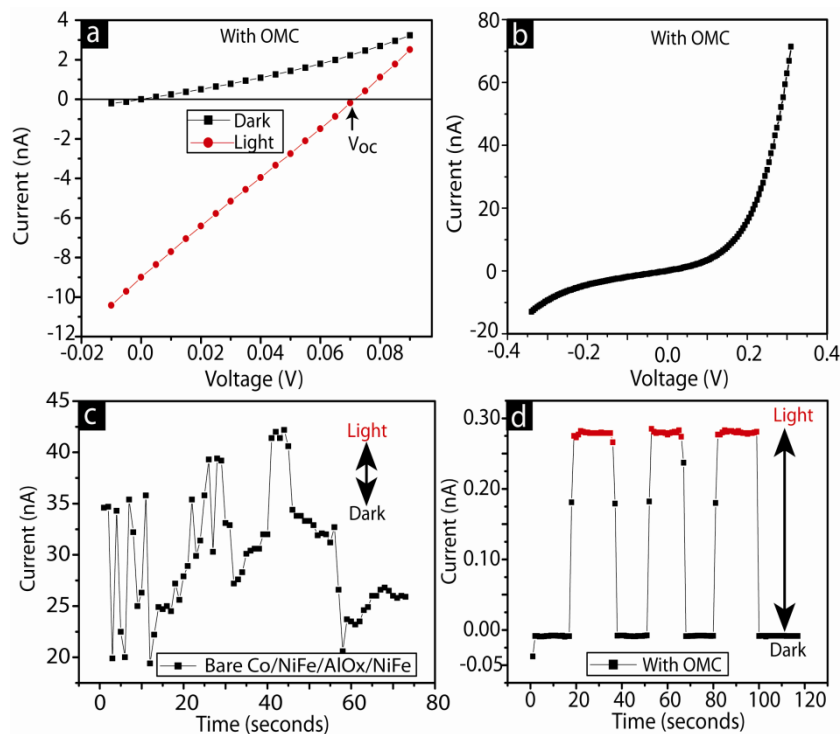 a
With OMC
Current (nA)
4
2
0
-2
-4
-6
-8
-10
-12
Dark
Light
Voc
-0.02
0.0
0.02
0.04
0.06
0.08
Voltage (V)
b
With OMC
Current (nA)
80
60
40
20
0
-20
-0.4
-0.2
0.0
0.2
0.4
Voltage (V)
c
Light
Dark
Current (nA)
45
40
35
30
25
20
Bare Co/NiFe/AlOx/NiFe
0
20
40
60
80
Time (seconds)
d
Light
Dark
Current (nA)
0.30
0.20
0.10
0.00
-0.05
With OMC
0
20
40
60
80
100
120
Time (seconds)